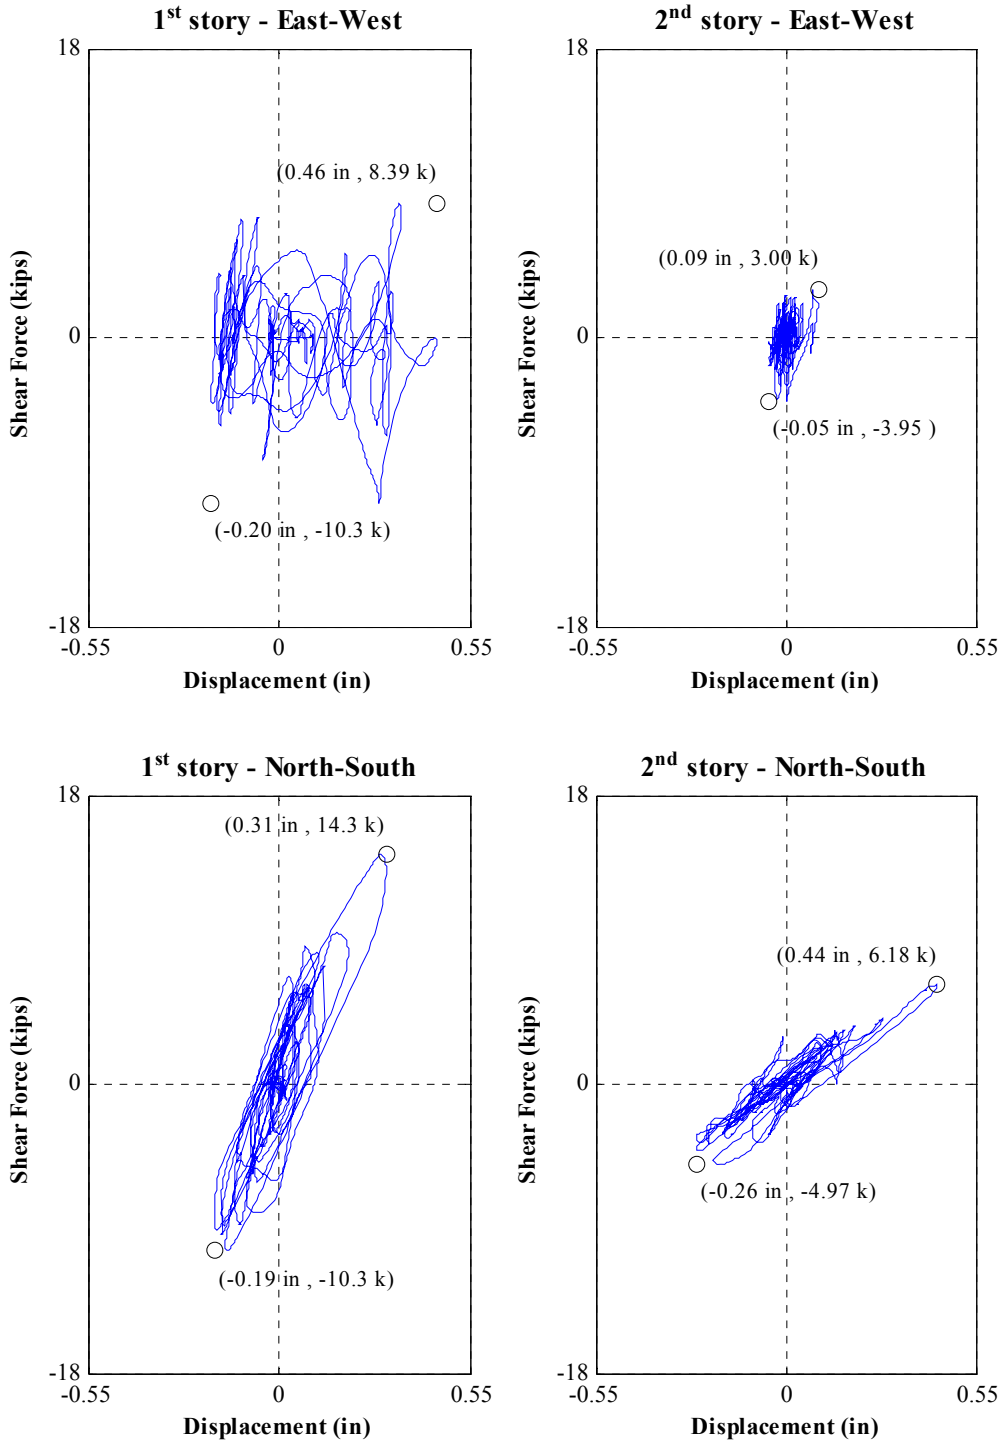 1st story - East-West
18
(0.46 in , 8.39 k)
Shear Force (kips)
0
(-0.20 in , -10.3 k)
-18
-0.55
0
0.55
Displacement (in)
2nd story - East-West
18
(0.09 in , 3.00 k)
Shear Force (kips)
0
(-0.05 in , -3.95 )
-18
-0.55
0
0.55
Displacement (in)
1st story - North-South
18
(0.31 in , 14.3 k)
Shear Force (kips)
0
(-0.19 in , -10.3 k)
-18
-0.55
0
0.55
Displacement (in)
2nd story - North-South
18
(0.44 in , 6.18 k)
Shear Force (kips)
0
(-0.26 in , -4.97 k)
-18
-0.55
0
0.55
Displacement (in)